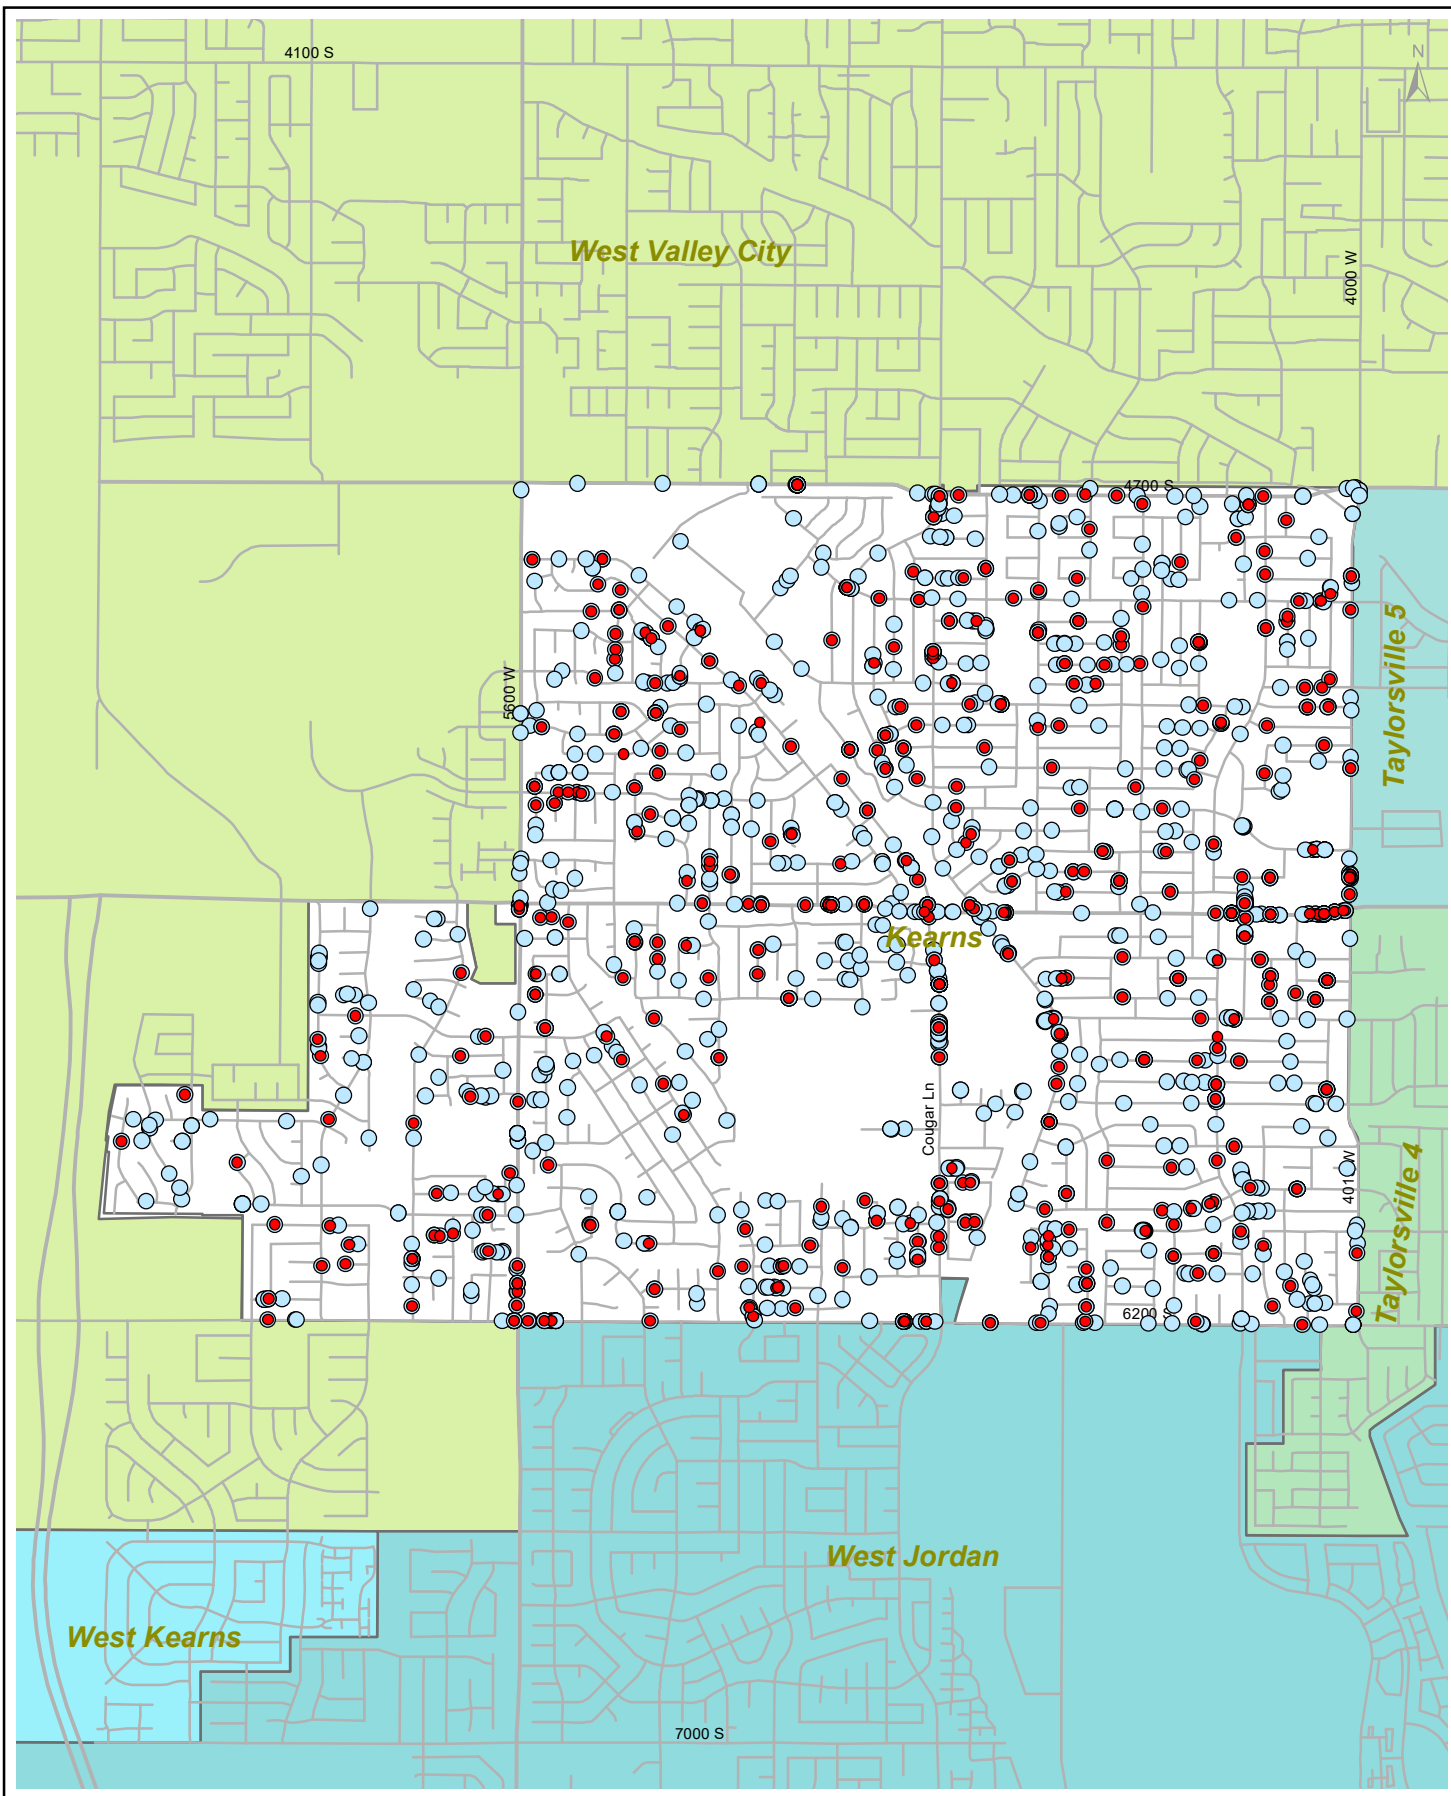 4100 S
N
West Valley City
4000 W
4700 S
Taylorsville 5
5600 W
Kearns
Cougar Ln
Taylorsville 4
4010 W
6200 S
West Jordan
West Kearns
7000 S